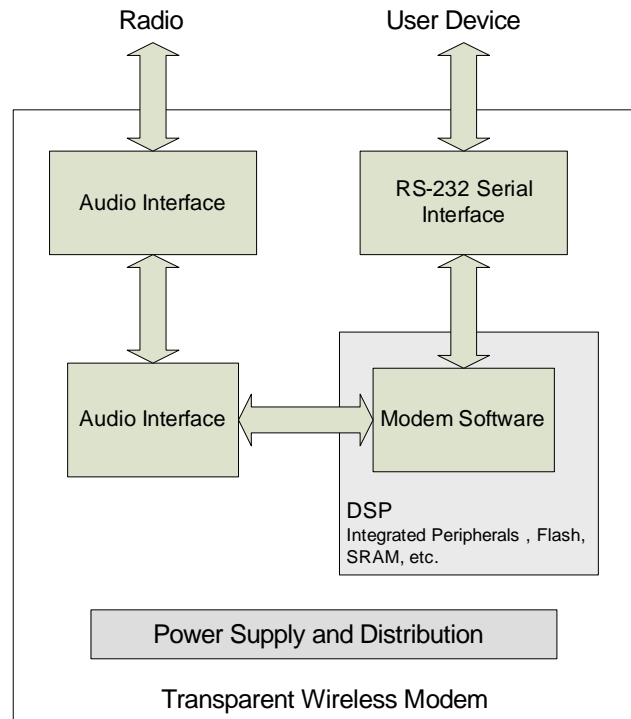 Radio
User Device
Audio Interface
RS-232 Serial
Interface
Audio Interface
Modem Software
DSP
Integrated Peripherals , Flash,
SRAM, etc.
Power Supply and Distribution
Transparent Wireless Modem